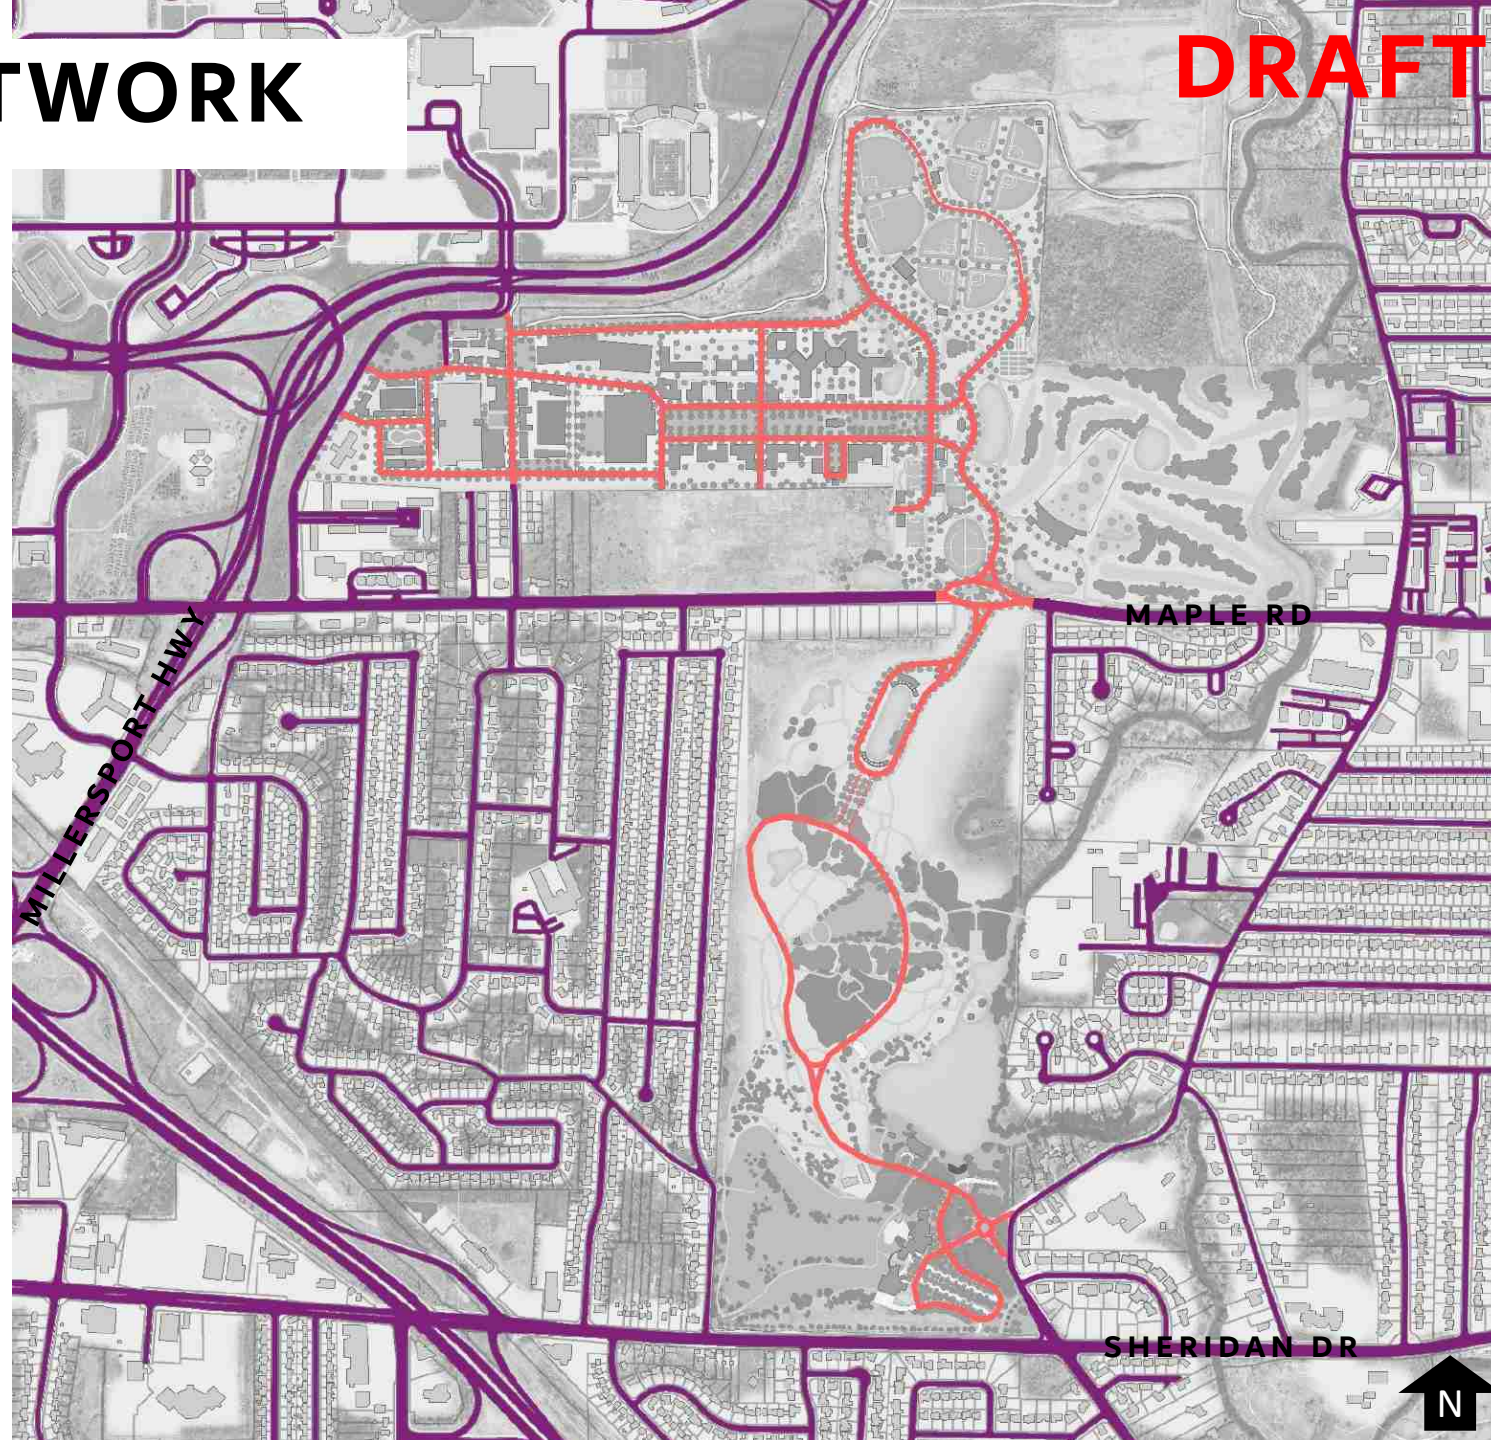 TWORK
DRAFT
MAPLE RD
MILLERSPORT HWY
SHERIDAN DR
N